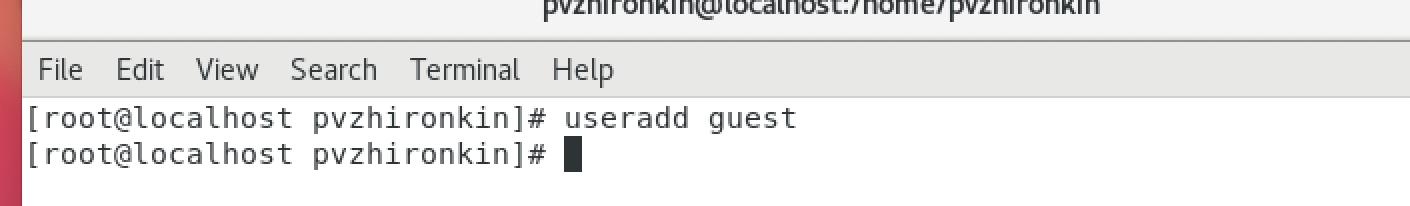 pvzhironkin@localhost:/home/pvzhironkin
File Edit View Search Terminal Help
[root@localhost pvzhironkin]# useradd guest
[root@localhost pvzhironkin]#